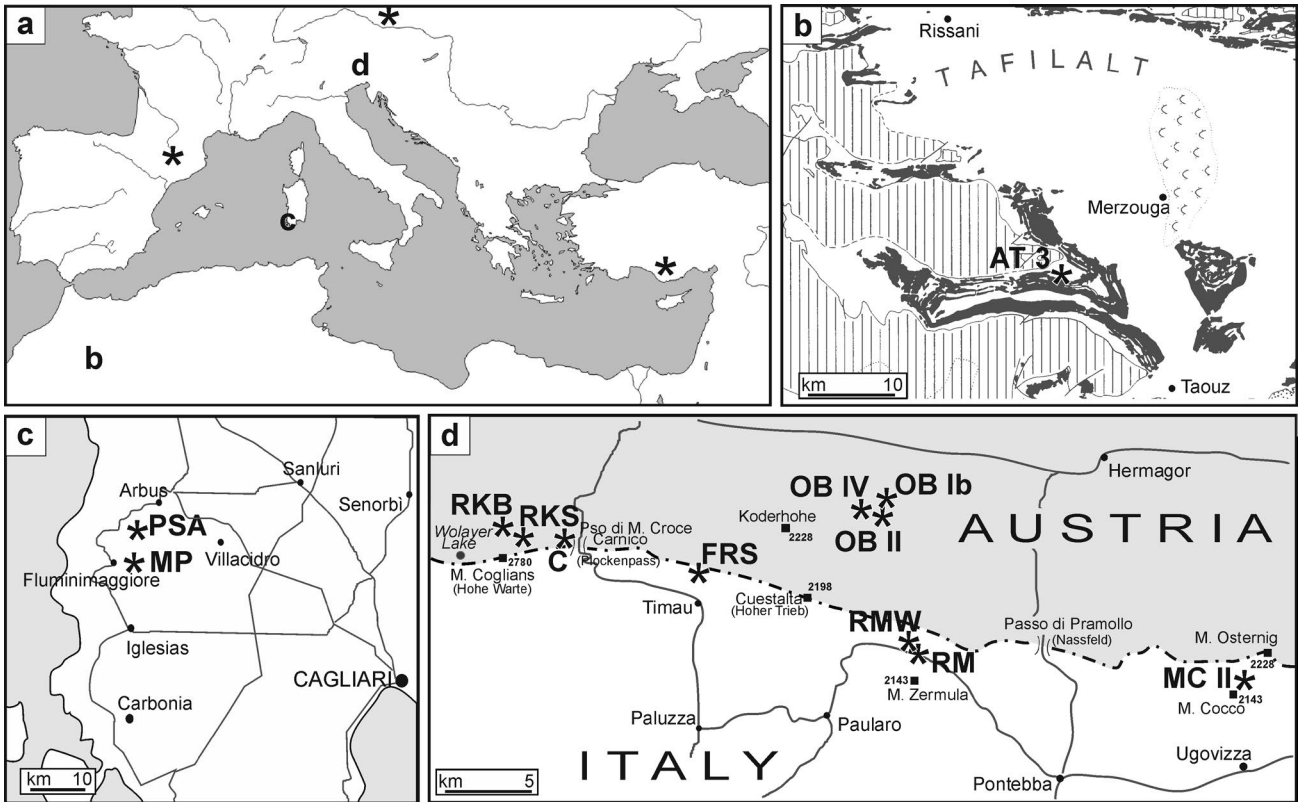 a
*
d
*
c
*
b
b
Rissani
TAFILALT
Merzouga
AT 3
*
Taouz
km 10
c
Sanluri
Arbus
Senorbì
* PSA
* MP
Villacidro
Fluminimaggiore
Iglesias
CAGLIARI
Carbonia
km 10
d
Hermagor
OB IV * * OB Ib
*
OB II
Koderhohe
2228
AUSTRIA
RKB
*
RKS
*
Wolayer
Lake
C
*
Pso di M. Croce
Carnico
(Plockenpass)
2780
M. Coglians
(Hohe Warte)
FRS
*
Timau
2198
Cuestalta
(Hoher Trieb)
RMW
*
* RM
2143
M. Zermula
Passo di Pramollo
(Nassfeld)
M. Osternig
2228
MC II *
2143
M. Cocco
Paluzza
Paularo
ITALY
Ugovizza
Pontebba
km 5